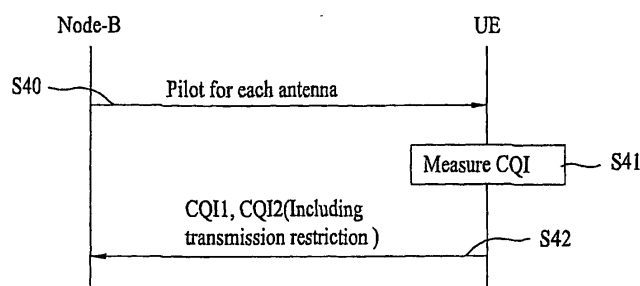 Node-B
UE
S40
Pilot for each antenna
Measure CQI
S41
CQI1, CQI2(Including
transmission restriction)
S42